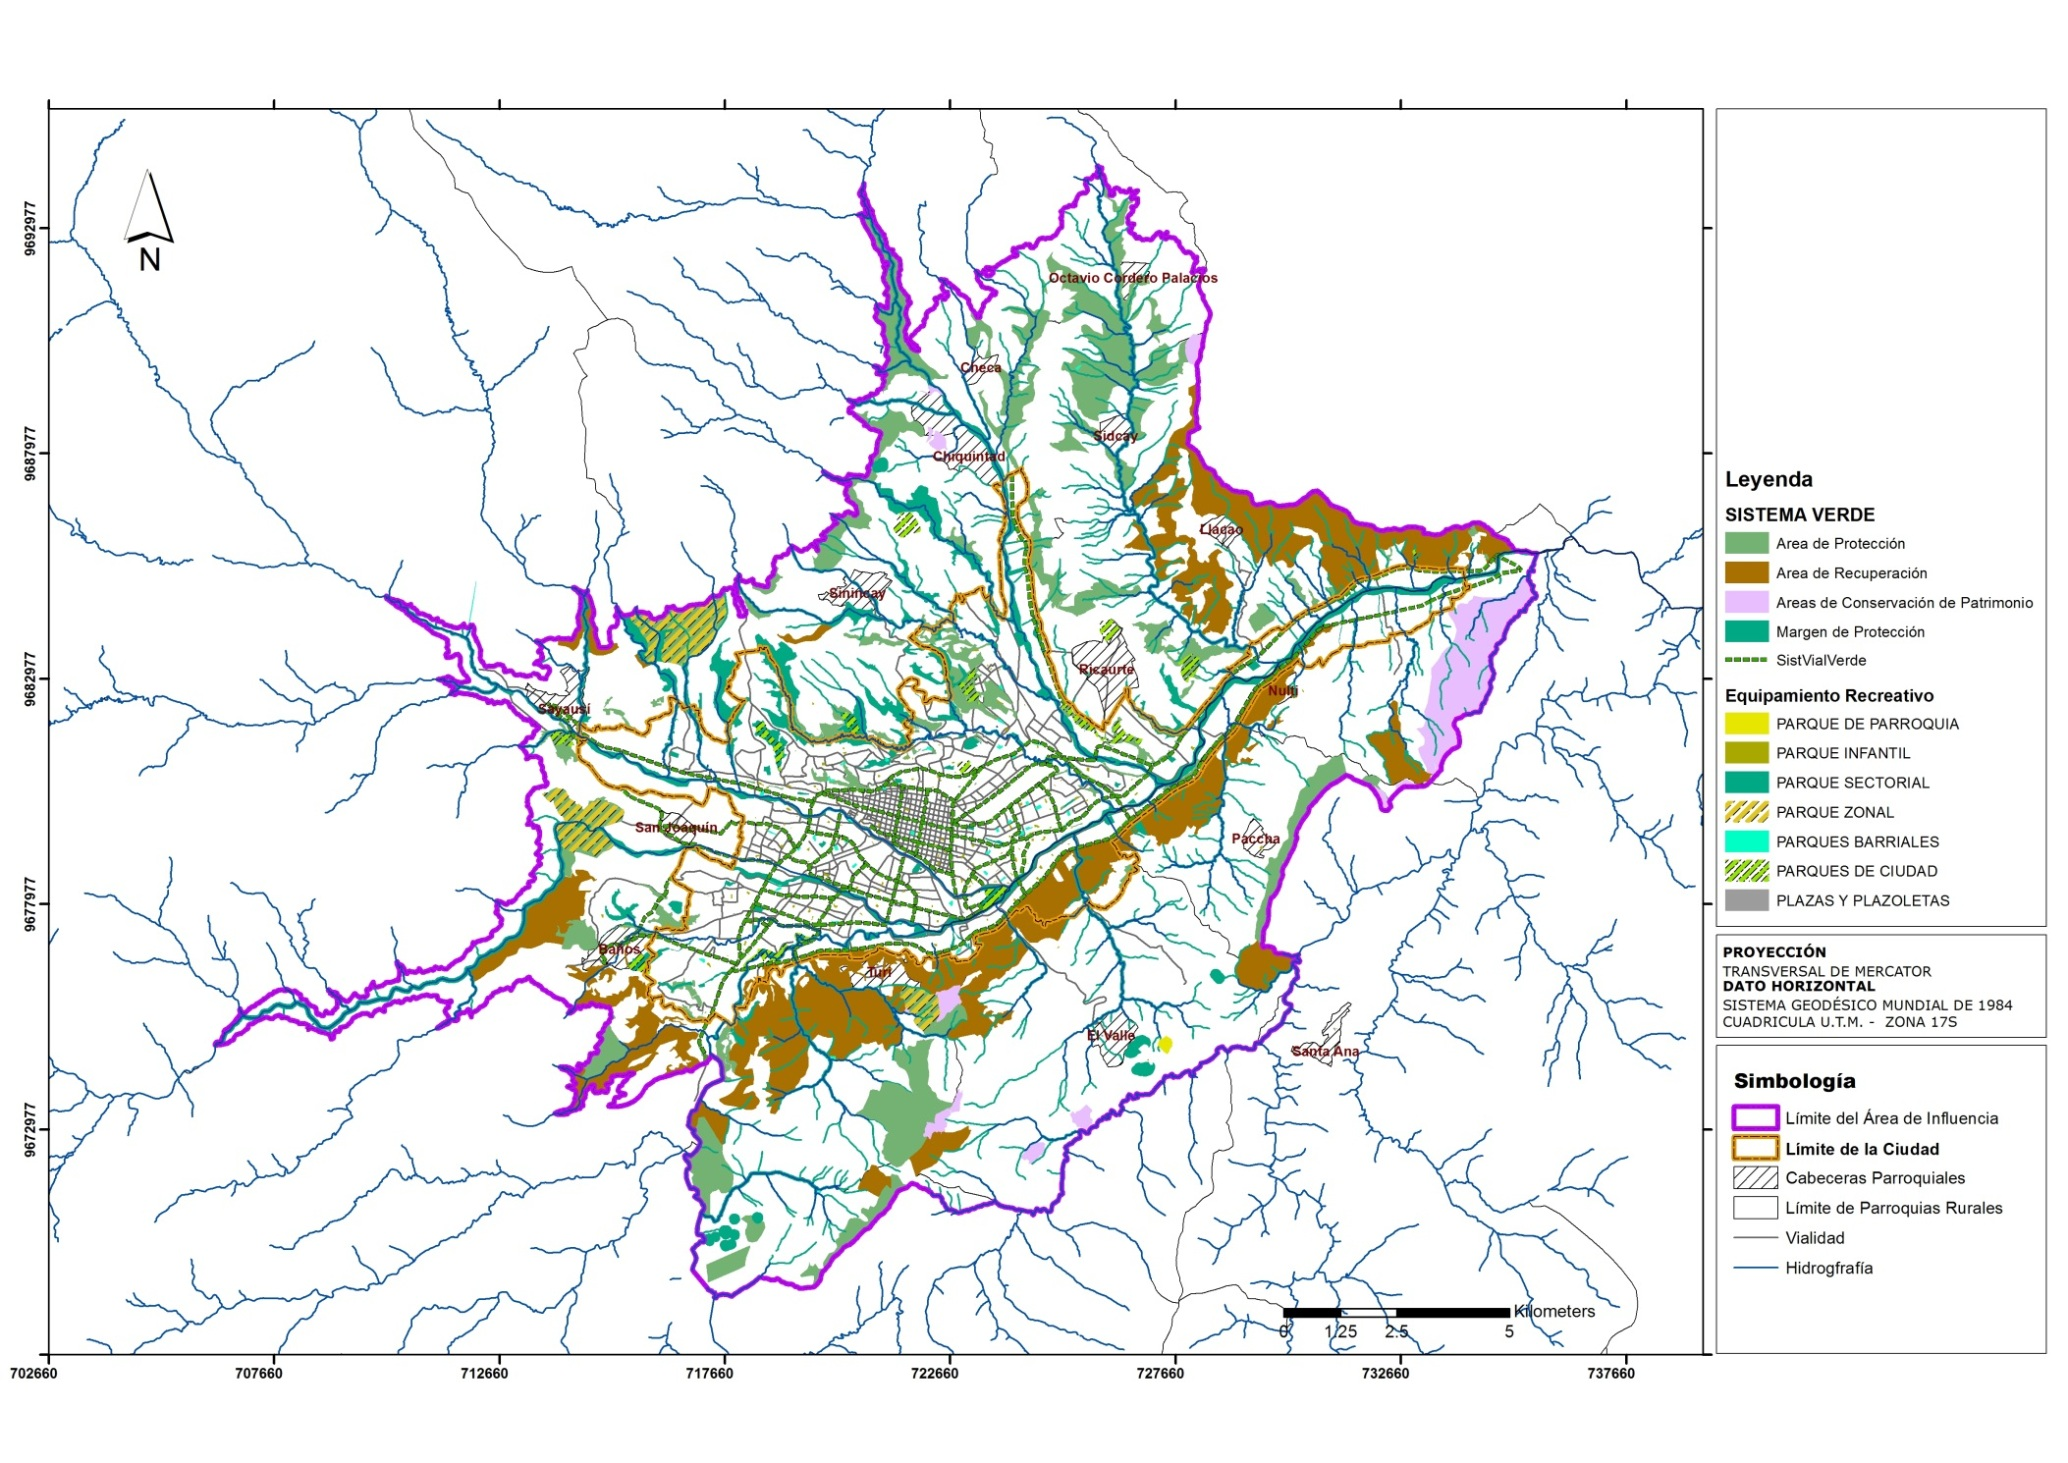 N
9692977
9687977
9682977
9677977
9672977
702660
707660
712660
717660
722660
727660
732660
737660
Octavio Cordero Palacios
Checa
Sidcay
Chiquintad
Llacao
Sinincay
Ricaurte
Nulti
Sayausí
San Joaquín
Paccha
Baños
Turi
El Valle
Santa Ana
Kilometers
0 1.25 2.5 5
Leyenda
SISTEMA VERDE
Area de Protección
Area de Recuperación
Areas de Conservación de Patrimonio
Margen de Protección
SistVialVerde
Equipamiento Recreativo
PARQUE DE PARROQUIA
PARQUE INFANTIL
PARQUE SECTORIAL
PARQUE ZONAL
PARQUES BARRIALES
PARQUES DE CIUDAD
PLAZAS Y PLAZOLETAS
PROYECCIÓN
TRANSVERSAL DE MERCATOR
DATO HORIZONTAL
SISTEMA GEODÉSICO MUNDIAL DE 1984
CUADRICULA U.T.M. - ZONA 17S
Simbología
Límite del Área de Influencia
Límite de la Ciudad
Cabeceras Parroquiales
Límite de Parroquias Rurales
Vialidad
Hidrogfrafía